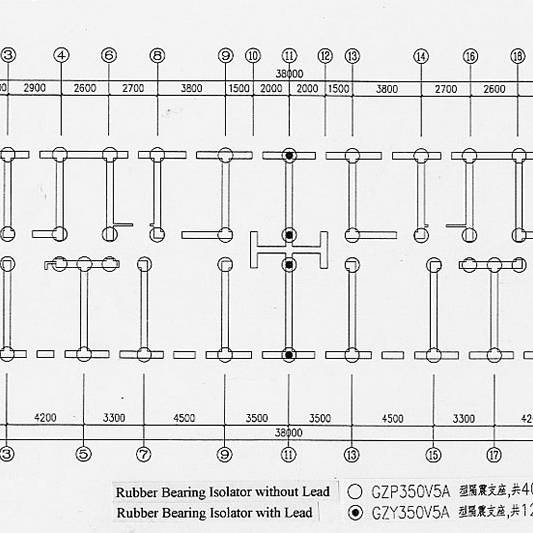 3 4 6 8 9 10 11 12 13 14 16 18
38000
00 2900 2600 2700 3800 1500 2000 2000 1500 3800 2700 2600
4200 3300 4500 3500 3500 4500 3300 42
38000
3 5 7 9 11 13 15 17
Rubber Bearing Isolator without Lead GZP350V5A 型隔震支座,共40
Rubber Bearing Isolator with Lead GZY350V5A 型隔震支座,共12